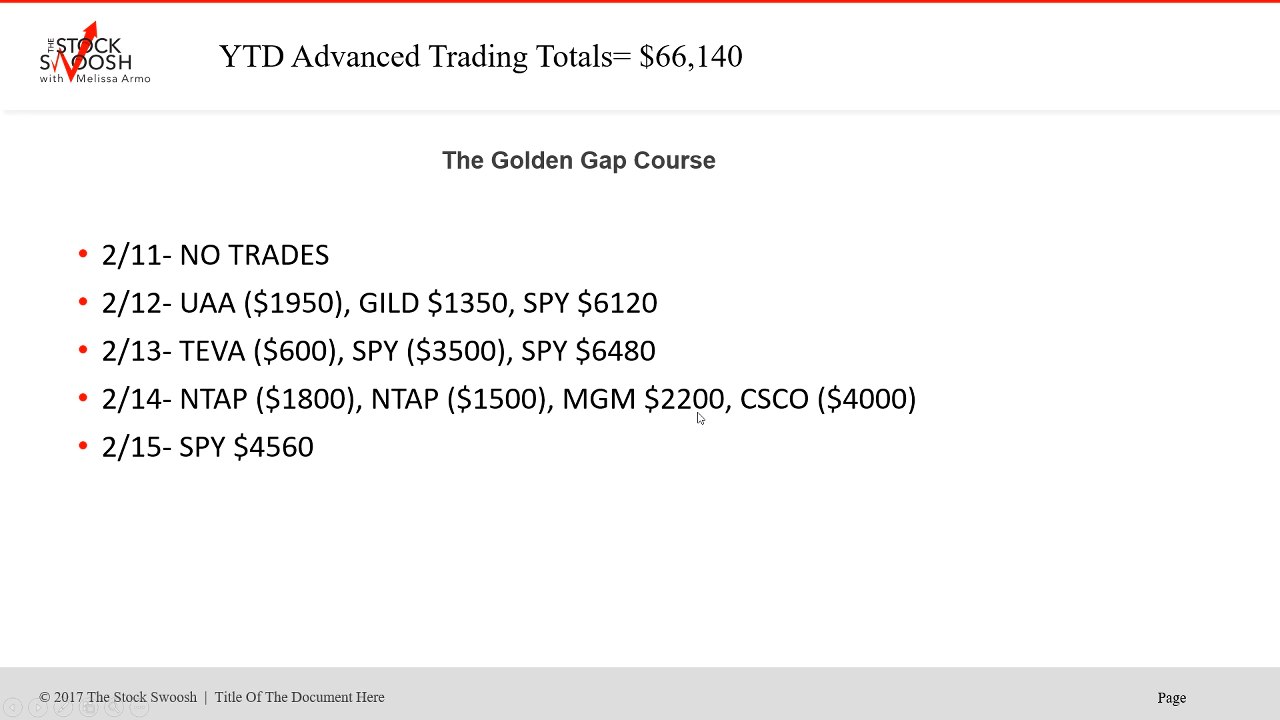 THE STOCK
SWOOSH
with Melissa Armo
YTD Advanced Trading Totals= $66,140
The Golden Gap Course
• 2/11- NO TRADES
• 2/12- UAA ($1950), GILD $1350, SPY $6120
• 2/13- TEVA ($600), SPY ($3500), SPY $6480
• 2/14- NTAP ($1800), NTAP ($1500), MGM $2200, CSCO ($4000)
• 2/15- SPY $4560
© 2017 The Stock Swoosh | Title Of The Document Here
Page